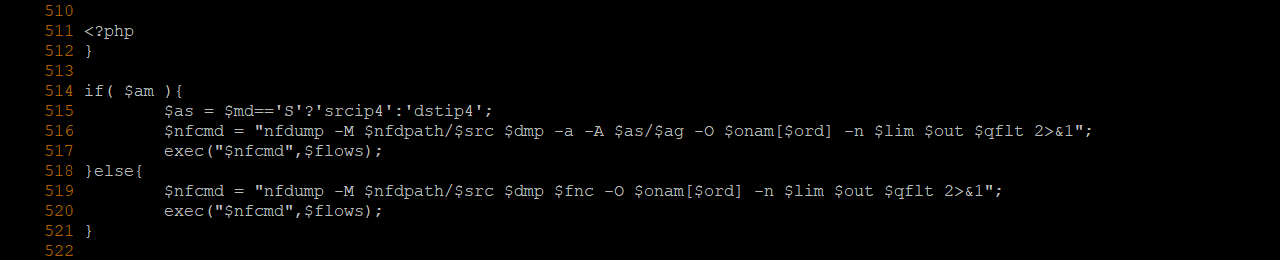 510
511 <?php
512 }
513
514 if( $am ){
515         $as = $md=='S'?'srcip4':'dstip4';
516         $nfcmd = "nfdump -M $nfdpath/$src $dmp -a -A $as/$ag -O $onam[$ord] -n $lim $out $qflt 2>&1";
517         exec("$nfcmd",$flows);
518 }else{
519         $nfcmd = "nfdump -M $nfdpath/$src $dmp $fnc -O $onam[$ord] -n $lim $out $qflt 2>&1";
520         exec("$nfcmd",$flows);
521 }
522